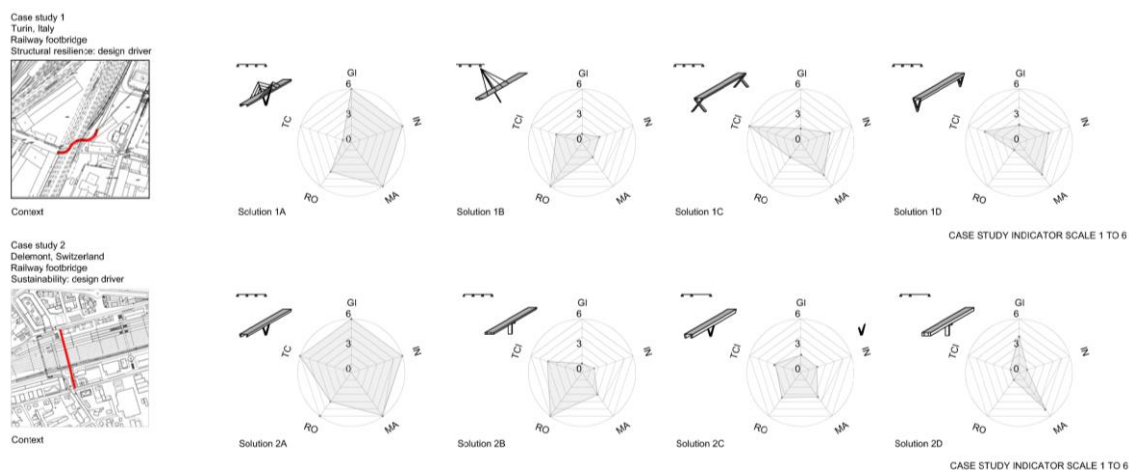 Case study 1
Turin, Italy
Railway footbridge
Structural resilience: design driver
Context
GI
6
3
0
TC
IN
RO
MA
Solution 1A
GI
6
3
0
TCI
IN
RO
MA
Solution 1B
GI
6
3
0
TCI
IN
RO
MA
Solution 1C
GI
6
3
0
TCI
IN
RO
MA
Solution 1D
CASE STUDY INDICATOR SCALE 1 TO 6
Case study 2
Delemont, Switzerland
Railway footbridge
Sustainability: design driver
Context
GI
6
3
0
TC
IN
RO
MA
Solution 2A
GI
6
3
0
TCI
IN
RO
MA
Solution 2B
GI
6
3
0
TCI
IN
RO
MA
Solution 2C
GI
6
3
0
TCI
IN
RO
MA
Solution 2D
CASE STUDY INDICATOR SCALE 1 TO 6